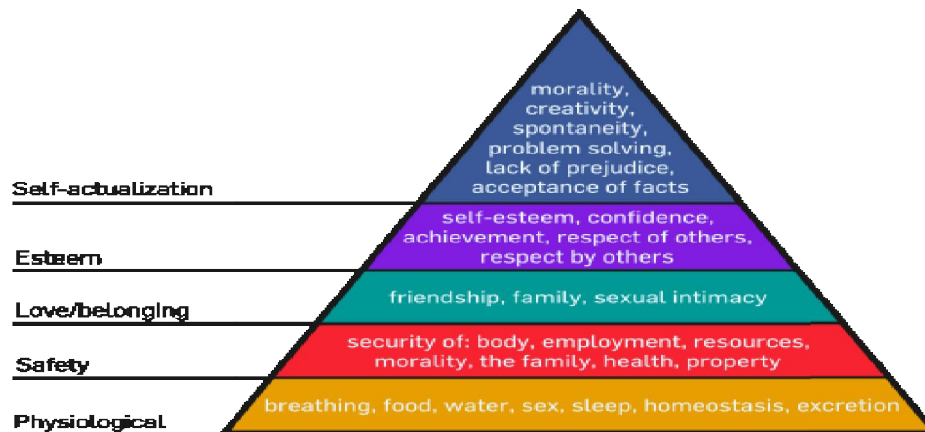 morality,
creativity,
spontaneity,
problem solving,
lack of prejudice,
acceptance of facts
Self-actualization
self-esteem, confidence,
achievement, respect of others,
respect by others
Esteem
friendship, family, sexual intimacy
Love/belonging
security of: body, employment, resources,
morality, the family, health, property
Safety
breathing, food, water, sex, sleep, homeostasis, excretion
Physiological